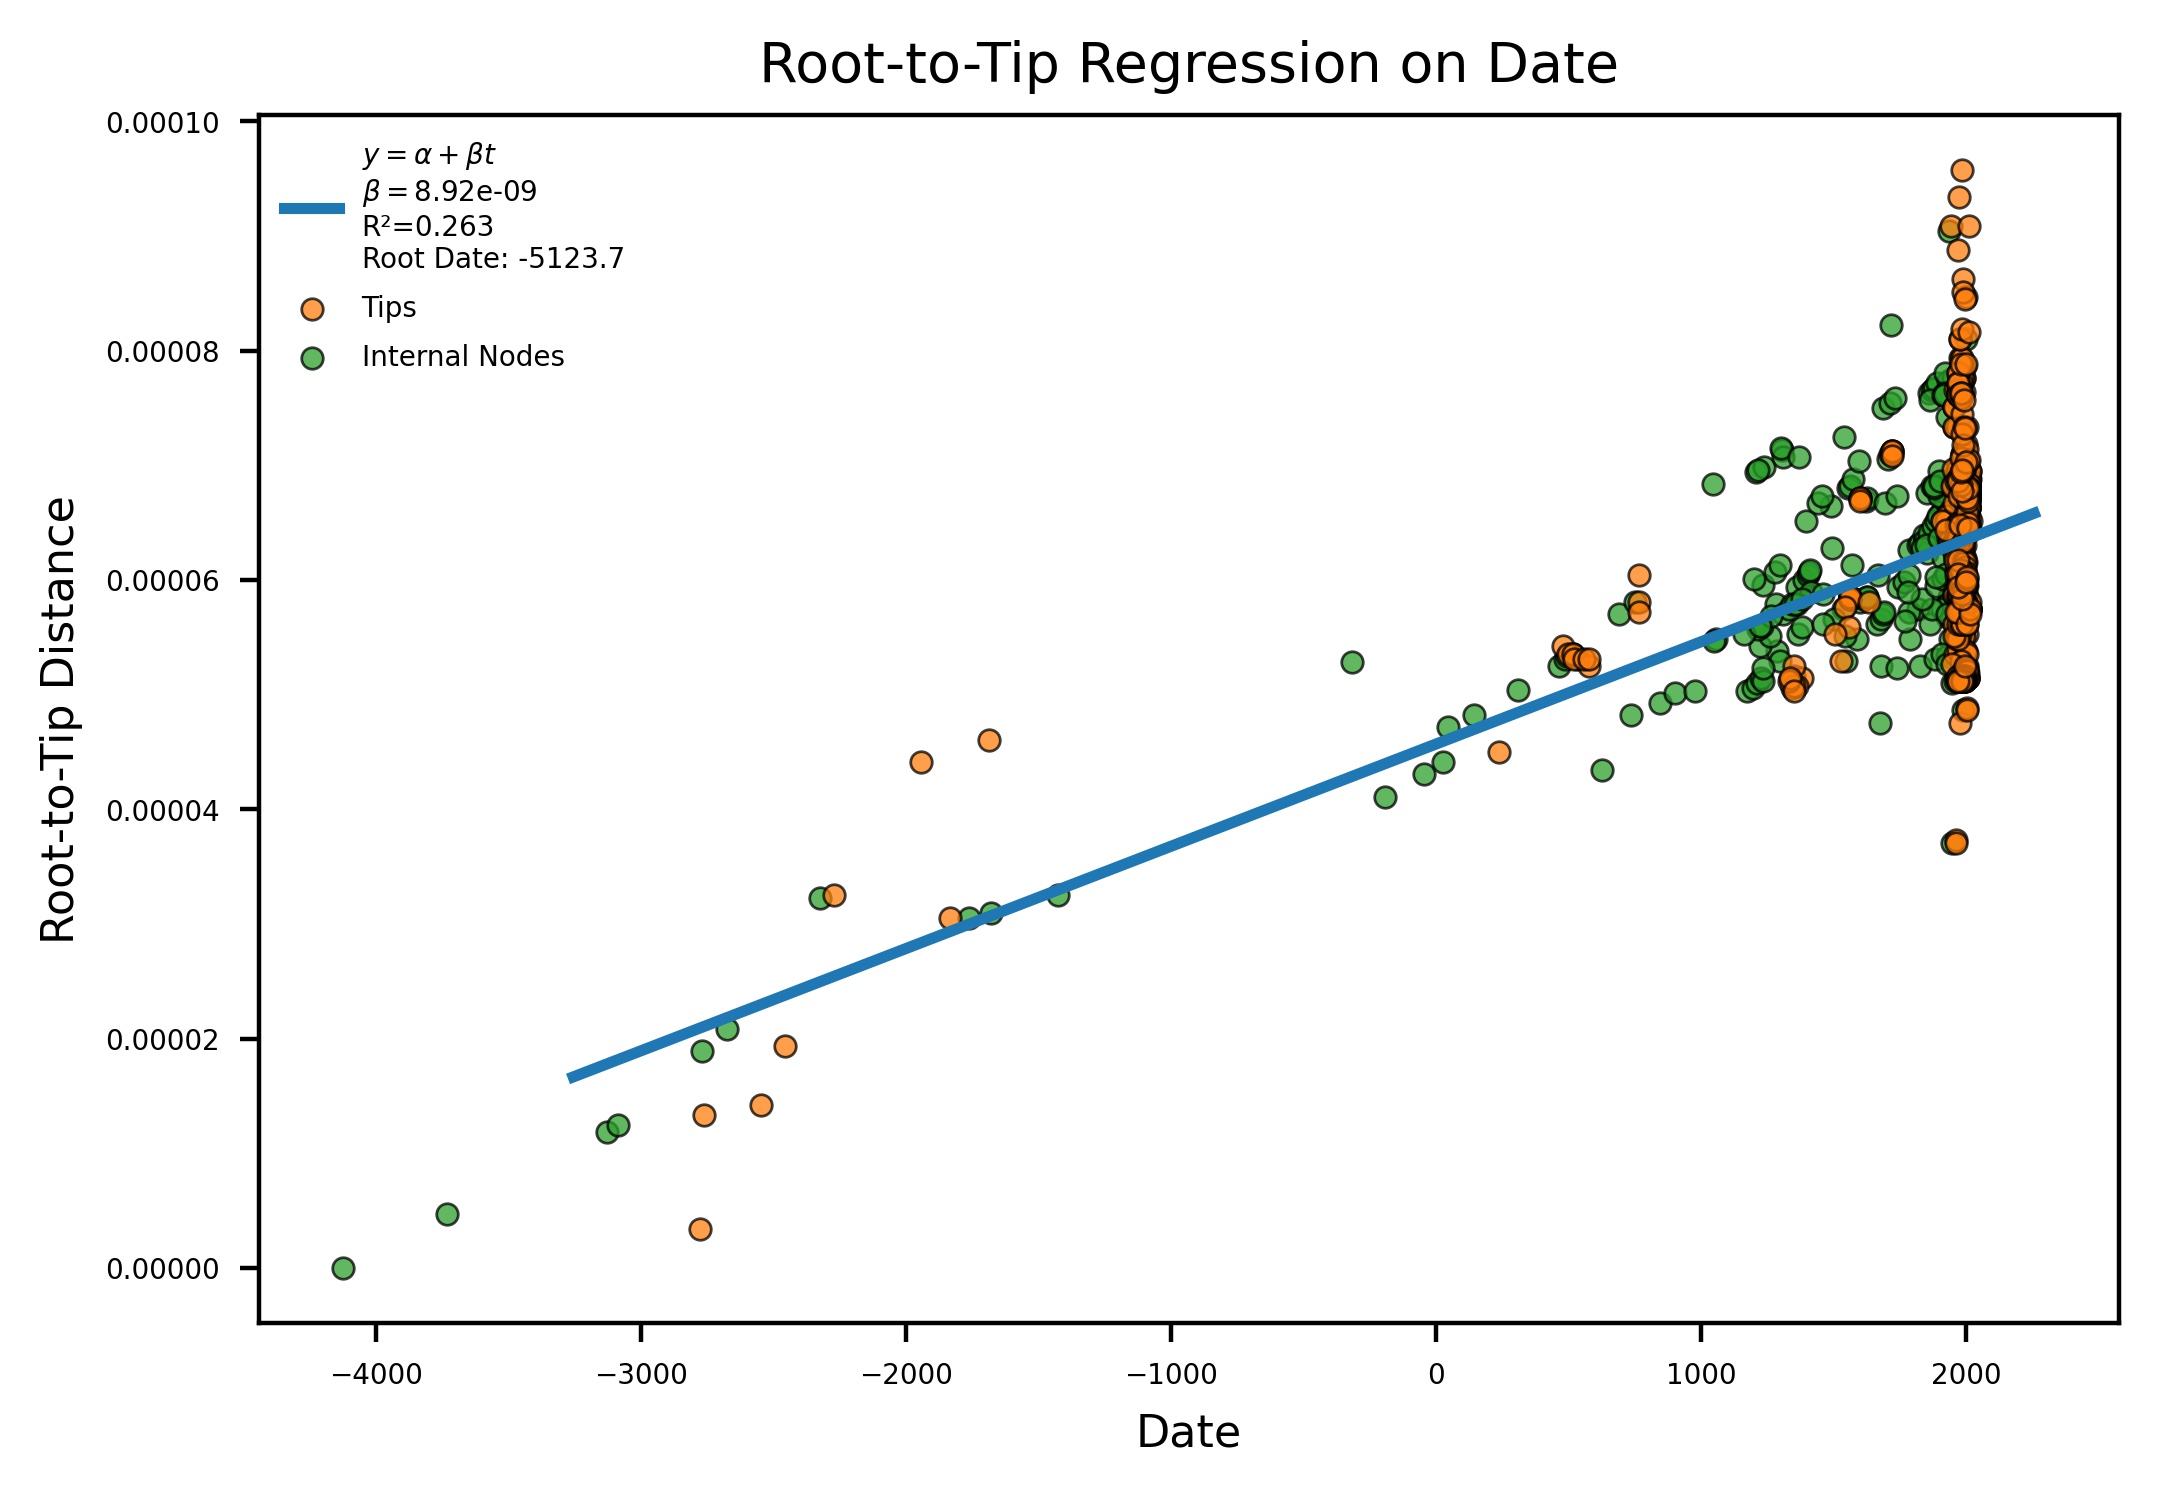 Root-to-Tip Regression on Date
Root-to-Tip Distance
0.00010
0.00008
0.00006
0.00004
0.00002
0.00000
y = α + βt
β = 8.92e-09
R²=0.263
Root Date: -5123.7
Tips
Internal Nodes
−4000 −3000 −2000 −1000 0 1000 2000
Date